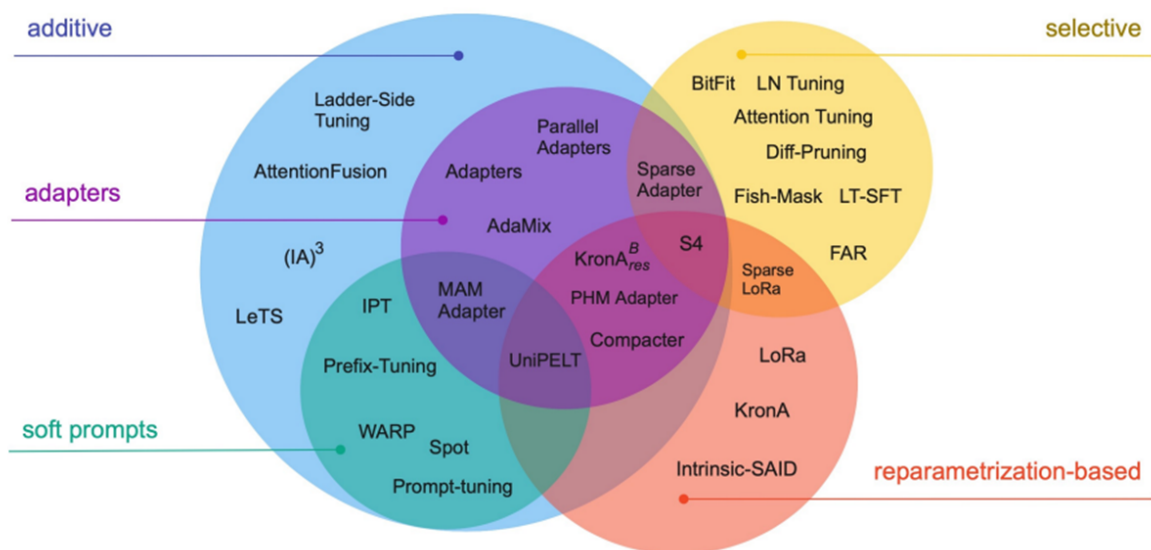 additive
selective
BitFit LN Tuning
Ladder-Side
Tuning
Attention Tuning
Parallel
Adapters
Diff-Pruning
AttentionFusion
Adapters
Sparse
Adapter
adapters
Fish-Mask LT-SFT
AdaMix
(IA)³
KronA^B_res
S4
FAR
Sparse
LoRa
IPT
MAM
Adapter
PHM Adapter
LeTS
Compacter
Prefix-Tuning
UniPELT
LoRa
KronA
soft prompts
WARP
Spot
Prompt-tuning
Intrinsic-SAID
reparametrization-based